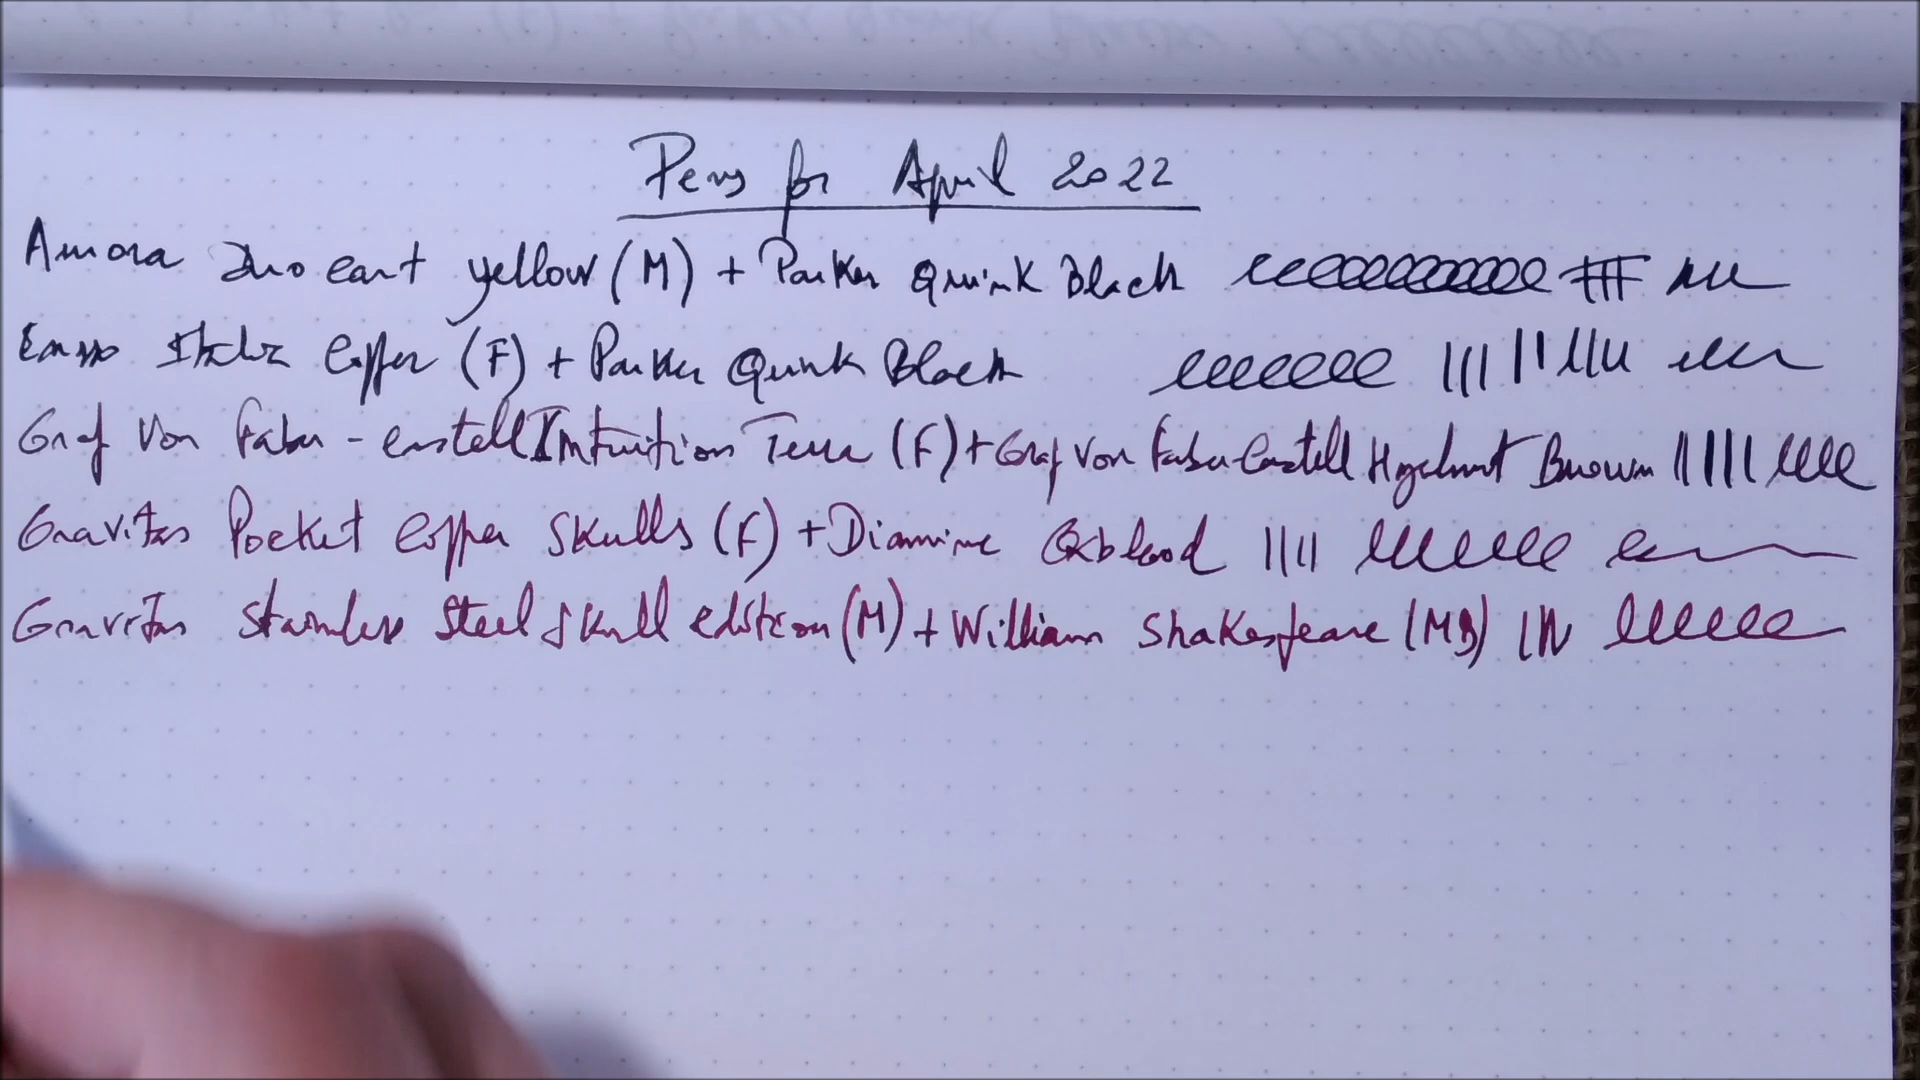 Pens for April 2022
Aurora Duo cart yellow (M) + Parker Quink Black
Italix Copper (F) + Parker Quink Black
Graf Von Faber-castell Intuition Terra (F) + Graf Von Faber Castell Hazelnut Brown
Gravitas Pocket Copper Skulls (F) + Diamine Oxblood
Gravitas Stainless Steel Skull edition (M) + William Shakespeare (MB)